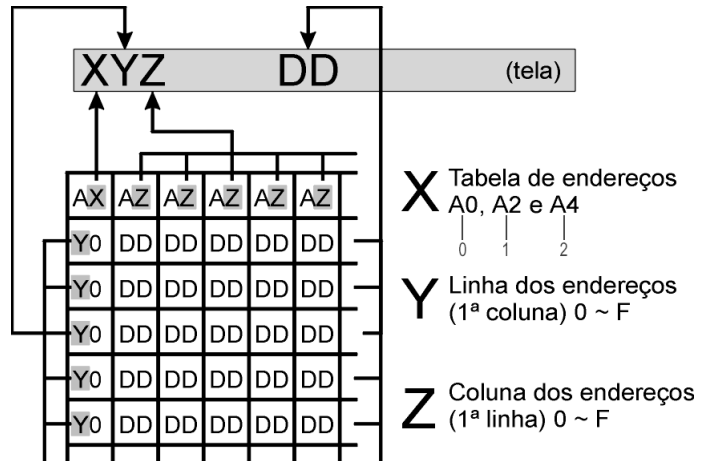 XYZ DD (tela)
AX AZ AZ AZ AZ AZ
Y0 DD DD DD DD DD
Y0 DD DD DD DD DD
Y0 DD DD DD DD DD
Y0 DD DD DD DD DD
Y0 DD DD DD DD DD
X Tabela de endereços
A0, A2 e A4
0 1 2
Y Linha dos endereços
(1ª coluna) 0 ~ F
Z Coluna dos endereços
(1ª linha) 0 ~ F